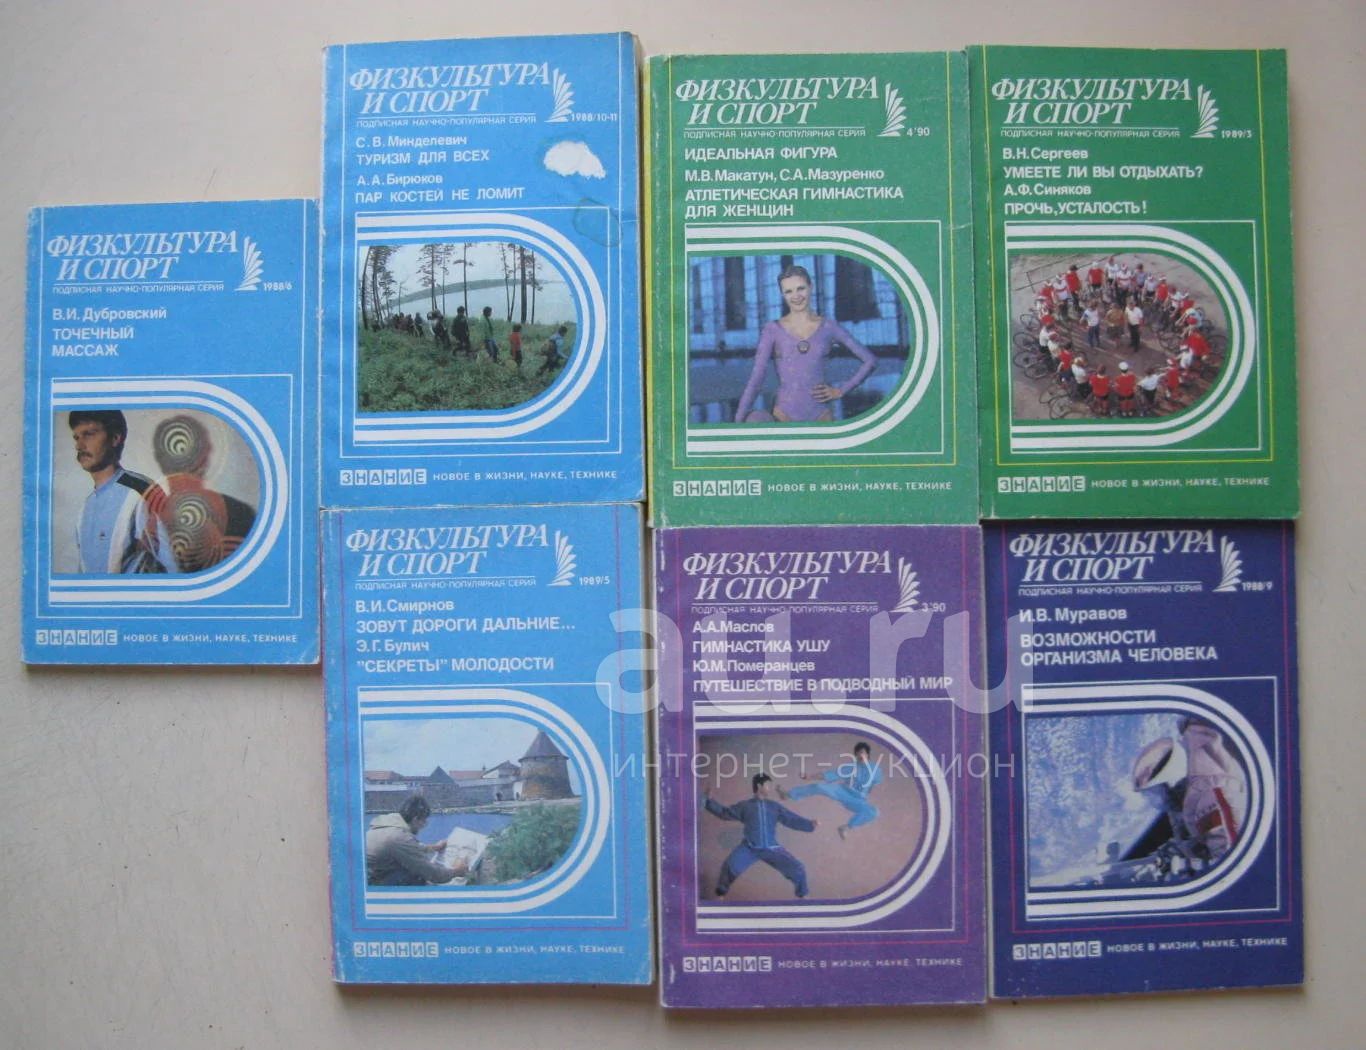 ФИЗКУЛЬТУРА
И СПОРТ
ПОДПИСНАЯ НАУЧНО-ПОПУЛЯРНАЯ СЕРИЯ
1988/6
В.И.Дубровский
ТОЧЕЧНЫЙ
МАССАЖ
ЗНАНИЕ НОВОЕ В ЖИЗНИ, НАУКЕ, ТЕХНИКЕ
ФИЗКУЛЬТУРА
И СПОРТ
ПОДПИСНАЯ НАУЧНО-ПОПУЛЯРНАЯ СЕРИЯ
1988/10-11
С.В.Минделевич
ТУРИЗМ ДЛЯ ВСЕХ
А.А.Бирюков
ПАР КОСТЕЙ НЕ ЛОМИТ
ЗНАНИЕ НОВОЕ В ЖИЗНИ, НАУКЕ, ТЕХНИКЕ
ФИЗКУЛЬТУРА
И СПОРТ
ПОДПИСНАЯ НАУЧНО-ПОПУЛЯРНАЯ СЕРИЯ
4'90
ИДЕАЛЬНАЯ ФИГУРА
М.В.Макатун, С.А.Мазуренко
АТЛЕТИЧЕСКАЯ ГИМНАСТИКА
ДЛЯ ЖЕНЩИН
ЗНАНИЕ НОВОЕ В ЖИЗНИ, НАУКЕ, ТЕХНИКЕ
ФИЗКУЛЬТУРА
И СПОРТ
ПОДПИСНАЯ НАУЧНО-ПОПУЛЯРНАЯ СЕРИЯ
1989/3
В.Н.Сергеев
УМЕЕТЕ ЛИ ВЫ ОТДЫХАТЬ?
А.Ф.Синяков
ПРОЧЬ,УСТАЛОСТЬ!
ЗНАНИЕ НОВОЕ В ЖИЗНИ, НАУКЕ, ТЕХНИКЕ
ФИЗКУЛЬТУРА
И СПОРТ
ПОДПИСНАЯ НАУЧНО-ПОПУЛЯРНАЯ СЕРИЯ
1989/5
В.И.Смирнов
ЗОВУТ ДОРОГИ ДАЛЬНИЕ...
Э.Г.Булич
"СЕКРЕТЫ" МОЛОДОСТИ
ЗНАНИЕ НОВОЕ В ЖИЗНИ, НАУКЕ, ТЕХНИКЕ
ФИЗКУЛЬТУРА
И СПОРТ
ПОДПИСНАЯ НАУЧНО-ПОПУЛЯРНАЯ СЕРИЯ
3'90
А.А.Маслов
ГИМНАСТИКА УШУ
Ю.М.Померанцев
ПУТЕШЕСТВИЕ В ПОДВОДНЫЙ МИР
ЗНАНИЕ НОВОЕ В ЖИЗНИ, НАУКЕ, ТЕХНИКЕ
ФИЗКУЛЬТУРА
И СПОРТ
ПОДПИСНАЯ НАУЧНО-ПОПУЛЯРНАЯ СЕРИЯ
1988/9
И.В.Муравов
ВОЗМОЖНОСТИ
ОРГАНИЗМА ЧЕЛОВЕКА
ЗНАНИЕ НОВОЕ В ЖИЗНИ, НАУКЕ, ТЕХНИКЕ
au.ru
интернет-аукцион